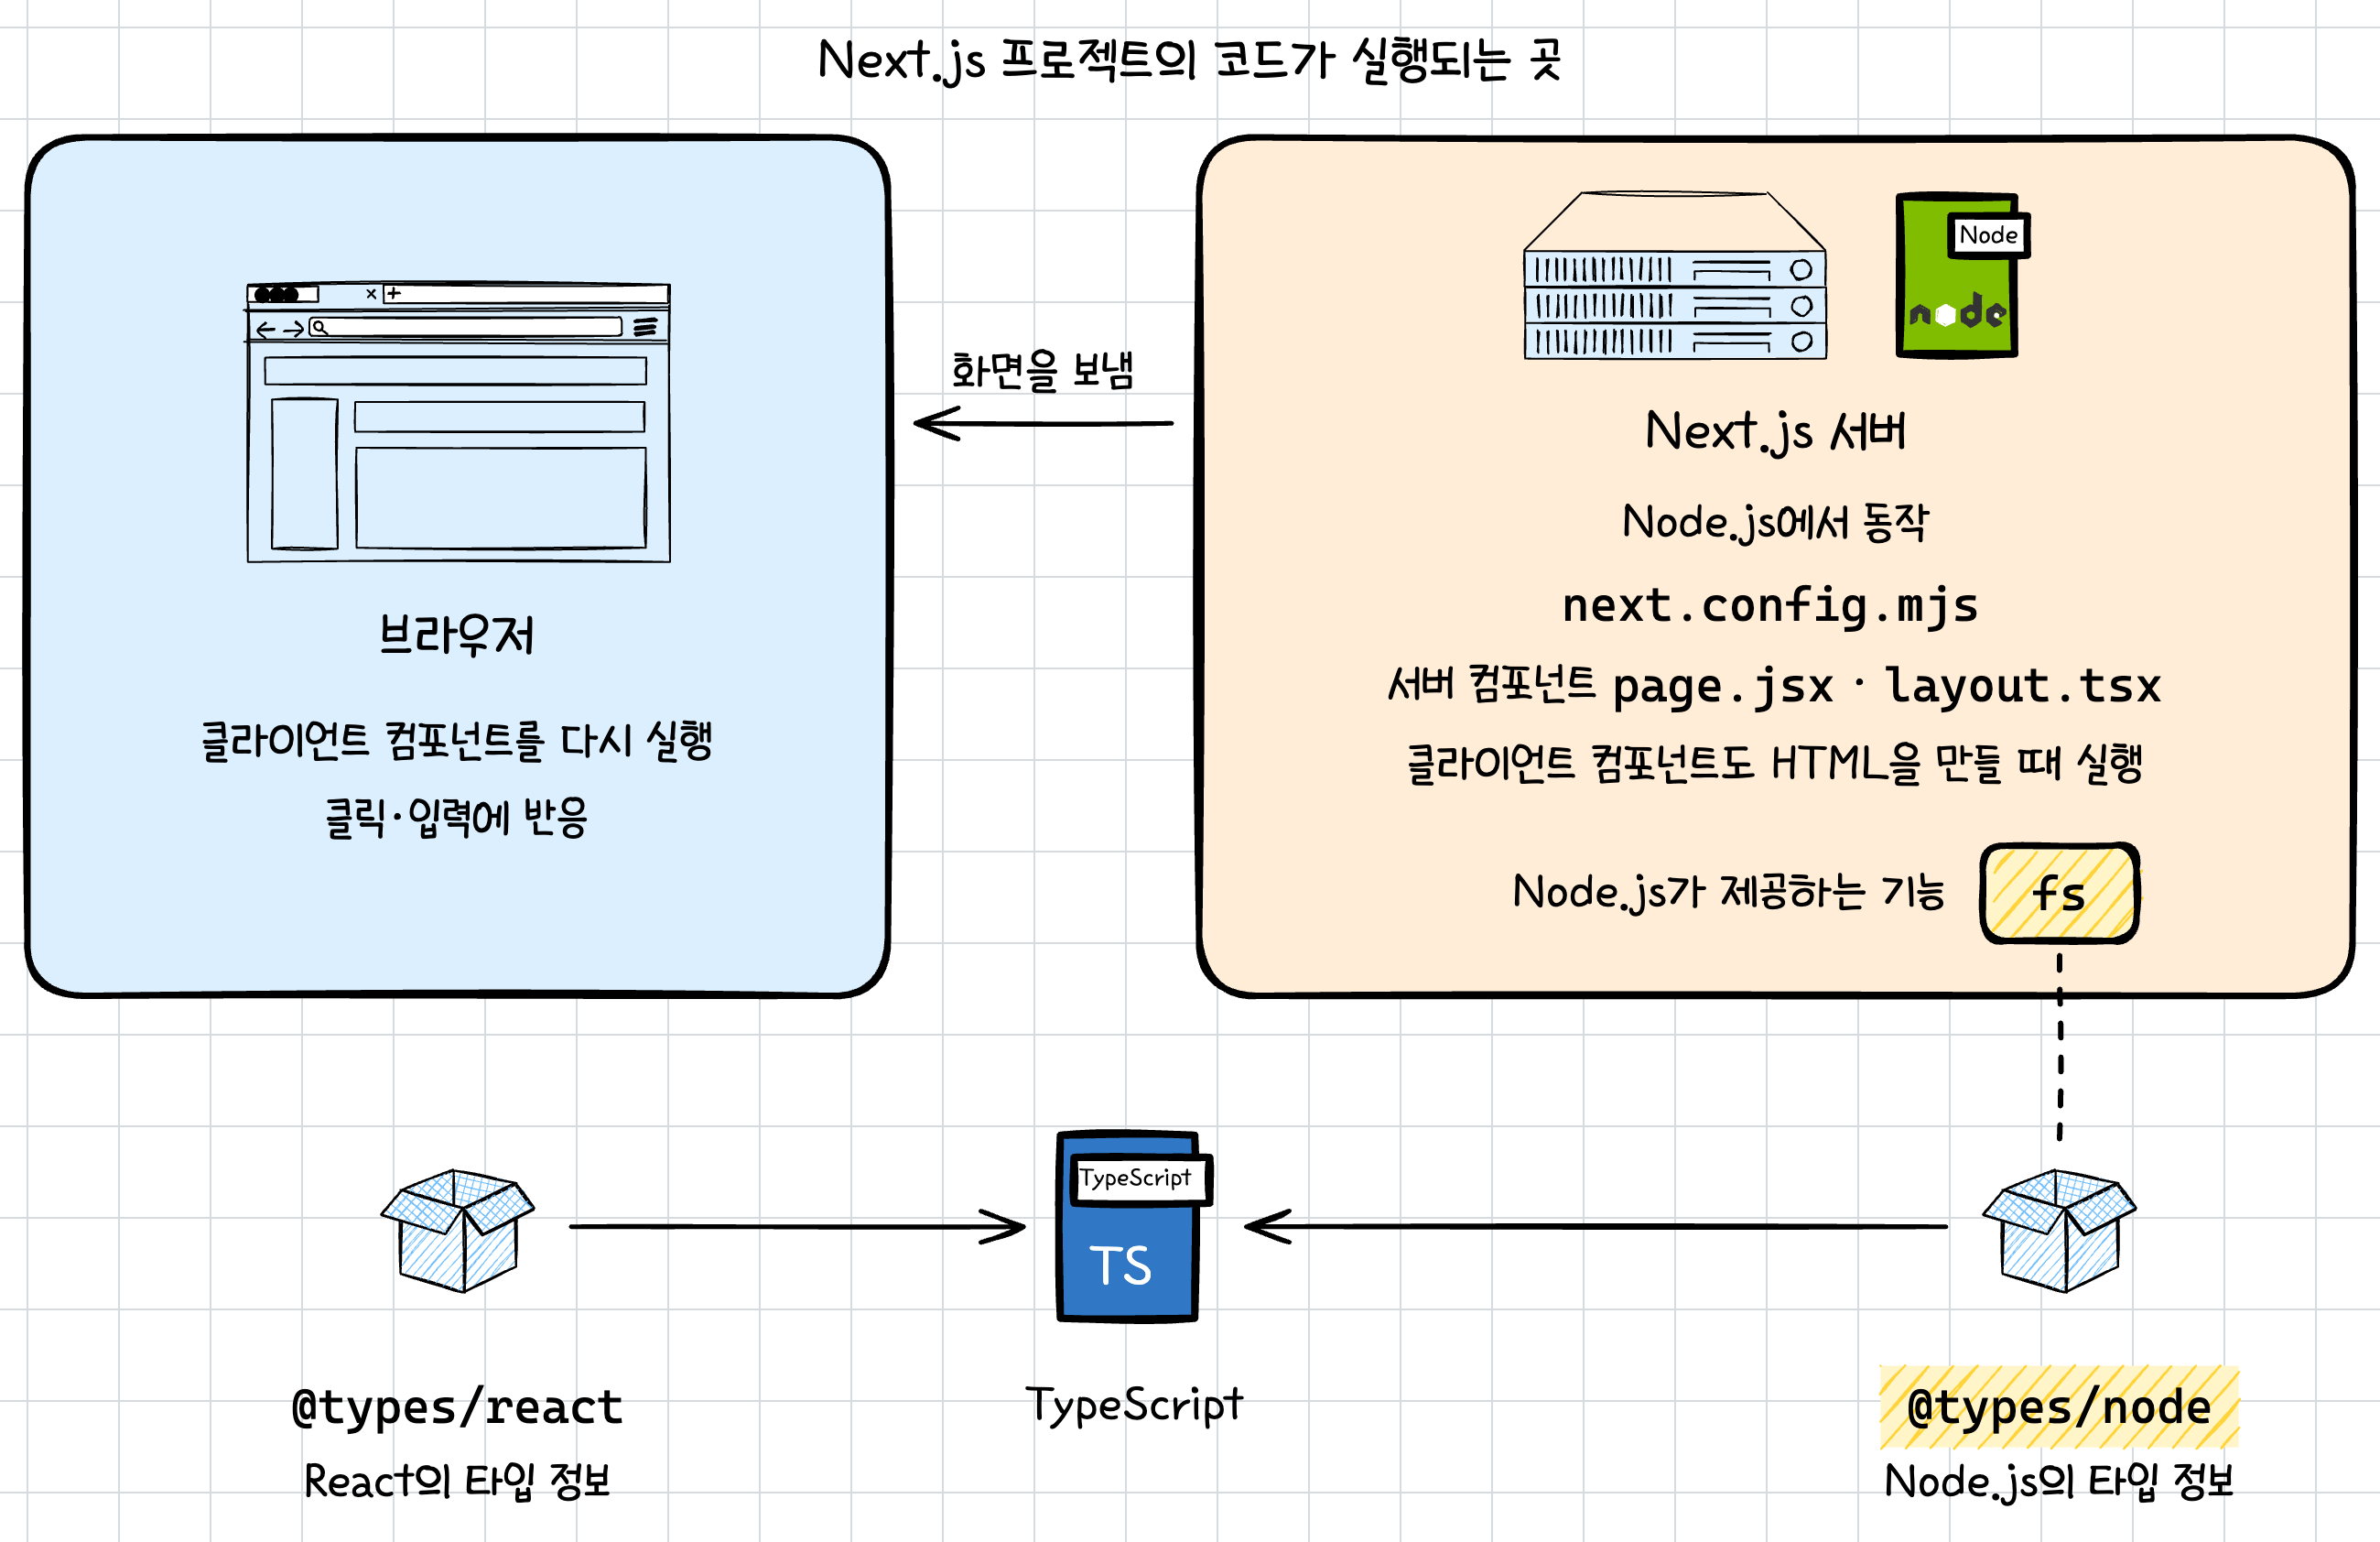 Next.js 프로젝트의 코드가 실행되는 곳
Node
node
화면을 보냄
Next.js 서버
Node.js에서 동작
next.config.mjs
서버 컴포넌트 page.jsx · layout.tsx
클라이언트 컴포넌트도 HTML을 만들 때 실행
Node.js가 제공하는 기능 fs
브라우저
클라이언트 컴포넌트를 다시 실행
클릭·입력에 반응
TypeScript
TS
@types/react
React의 타입 정보
TypeScript
@types/node
Node.js의 타입 정보